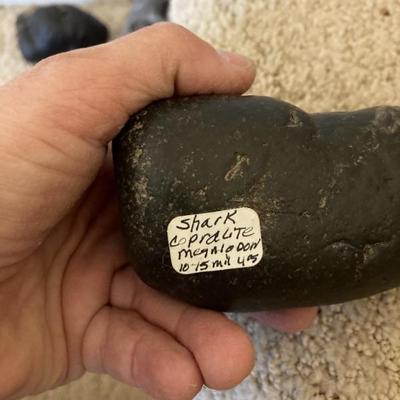 Shark
COPROLITE
MEGALODON
10-15 mil yrs